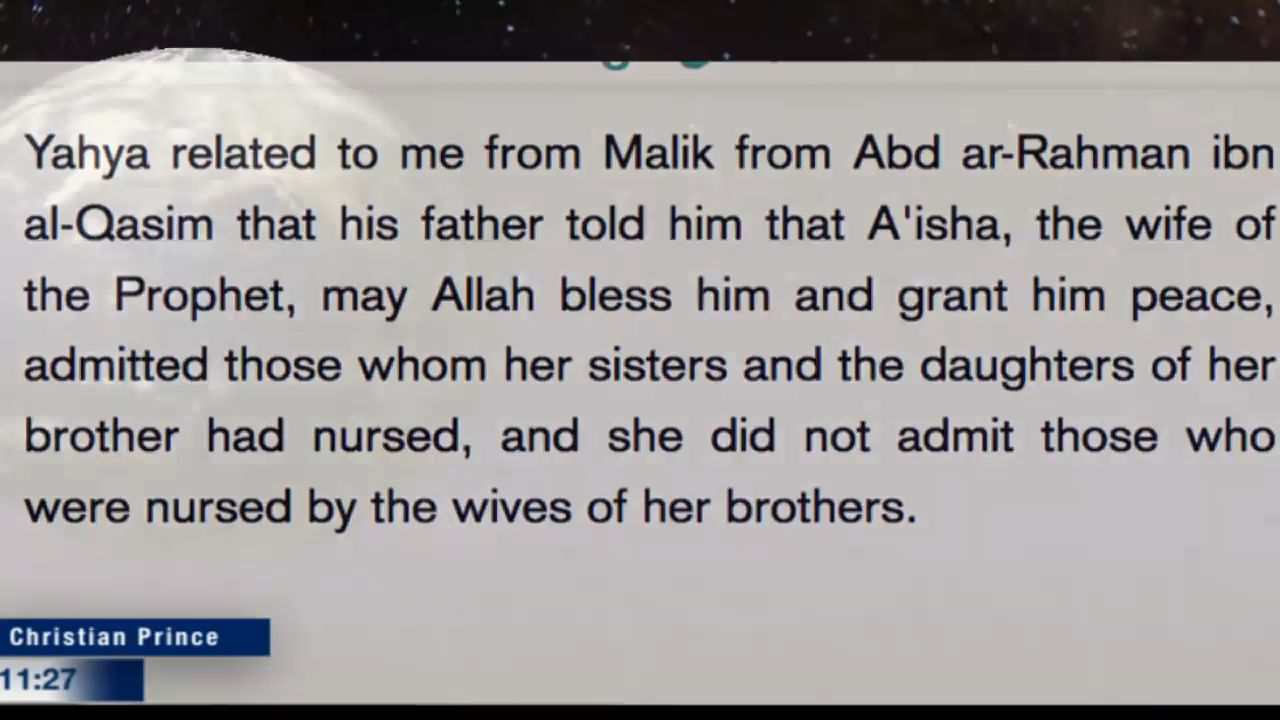 Yahya related to me from Malik from Abd ar-Rahman ibn
al-Qasim that his father told him that A'isha, the wife of
the Prophet, may Allah bless him and grant him peace,
admitted those whom her sisters and the daughters of her
brother had nursed, and she did not admit those who
were nursed by the wives of her brothers.
Christian Prince
11:27